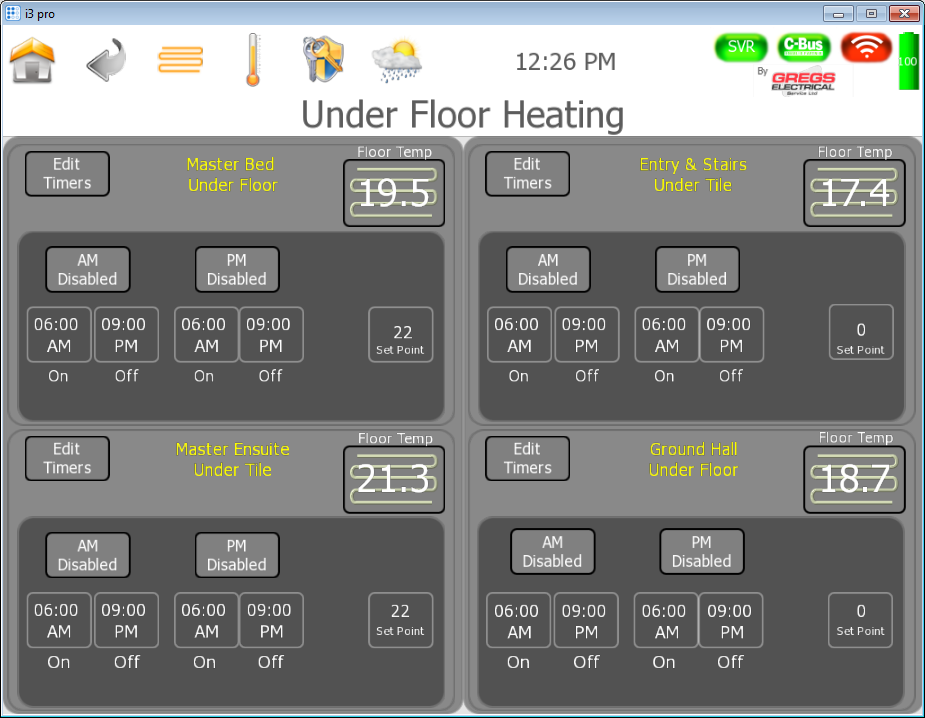 i3 pro
12:26 PM
SVR
C-Bus
By
GREGS
ELECTRICAL
Service Ltd
100
Under Floor Heating
Edit
Timers
Master Bed
Under Floor
Floor Temp
19.5
AM
Disabled
PM
Disabled
06:00
AM
09:00
PM
06:00
AM
09:00
PM
22
Set Point
On
Off
On
Off
Edit
Timers
Entry & Stairs
Under Tile
Floor Temp
17.4
AM
Disabled
PM
Disabled
06:00
AM
09:00
PM
06:00
AM
09:00
PM
0
Set Point
On
Off
On
Off
Edit
Timers
Master Ensuite
Under Tile
Floor Temp
21.3
AM
Disabled
PM
Disabled
06:00
AM
09:00
PM
06:00
AM
09:00
PM
22
Set Point
On
Off
On
Off
Edit
Timers
Ground Hall
Under Floor
Floor Temp
18.7
AM
Disabled
PM
Disabled
06:00
AM
09:00
PM
06:00
AM
09:00
PM
0
Set Point
On
Off
On
Off